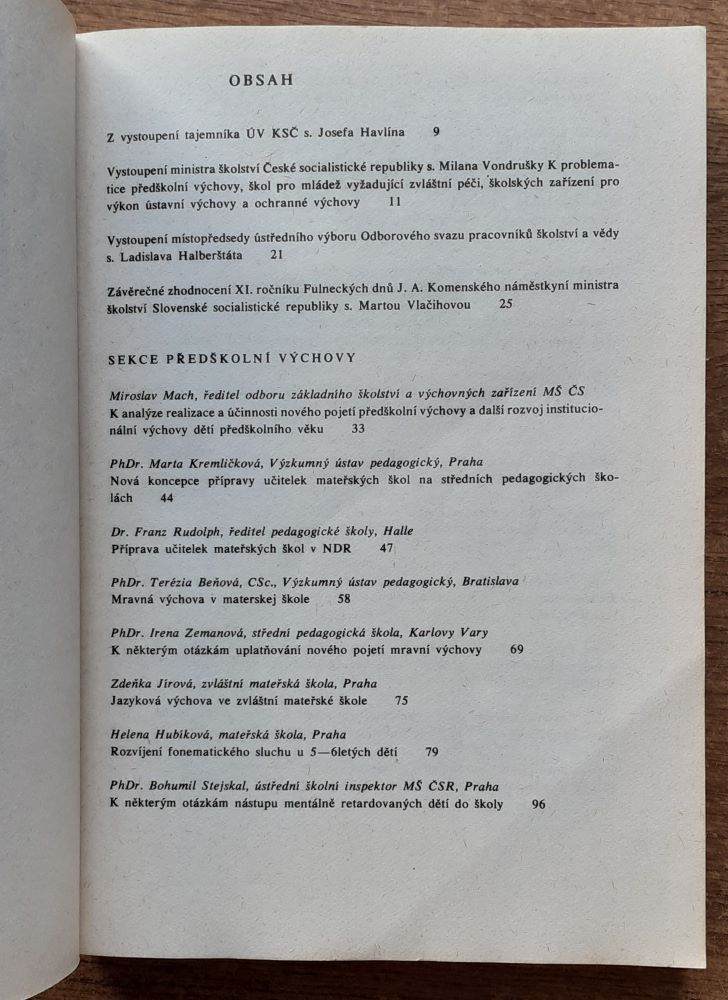 OBSAH
Z vystoupení tajemníka ÚV KSČ s. Josefa Havlína 9
Vystoupení ministra školství České socialistické republiky s. Milana Vondrušky K problema-
tice předškolní výchovy, škol pro mládež vyžadující zvláštní péči, školských zařízení pro
výkon ústavní výchovy a ochranné výchovy 11
Vystoupení místopředsedy ústředního výboru Odborového svazu pracovníků školství a vědy
s. Ladislava Halberštáta 21
Závěrečné zhodnocení XI. ročníku Fulneckých dnů J. A. Komenského náměstkyní ministra
školství Slovenské socialistické republiky s. Martou Vlačihovou 25
SEKCE PŘEDŠKOLNÍ VÝCHOVY
Miroslav Mach, ředitel odboru základního školství a výchovných zařízení MŠ ČS
K analýze realizace a účinnosti nového pojetí předškolní výchovy a další rozvoj institucio-
nální výchovy dětí předškolního věku 33
PhDr. Marta Kremličková, Výzkumný ústav pedagogický, Praha
Nová koncepce přípravy učitelek mateřských škol na středních pedagogických ško-
lách 44
Dr. Franz Rudolph, ředitel pedagogické školy, Halle
Příprava učitelek mateřských škol v NDR 47
PhDr. Terézia Beňová, CSc., Výzkumný ústav pedagogický, Bratislava
Mravná výchova v materskej škole 58
PhDr. Irena Zemanová, střední pedagogická škola, Karlovy Vary
K některým otázkám uplatňování nového pojetí mravní výchovy 69
Zdeňka Jírová, zvláštní mateřská škola, Praha
Jazyková výchova ve zvláštní mateřské škole 75
Helena Hubíková, mateřská škola, Praha
Rozvíjení fonematického sluchu u 5—6letých dětí 79
PhDr. Bohumil Stejskal, ústřední školní inspektor MŠ ČSR, Praha
K některým otázkám nástupu mentálně retardovaných dětí do školy 96